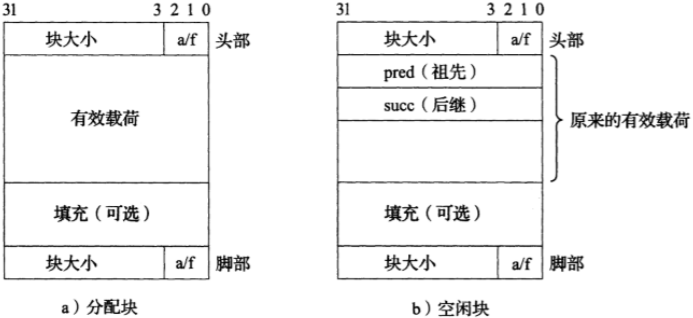 31 3 2 1 0 31 3 2 1 0
块大小 a/f 头部 块大小 a/f 头部
pred（祖先）
succ（后继）
有效载荷 原来的有效载荷
填充（可选） 填充（可选）
块大小 a/f 脚部 块大小 a/f 脚部
a）分配块 b）空闲块